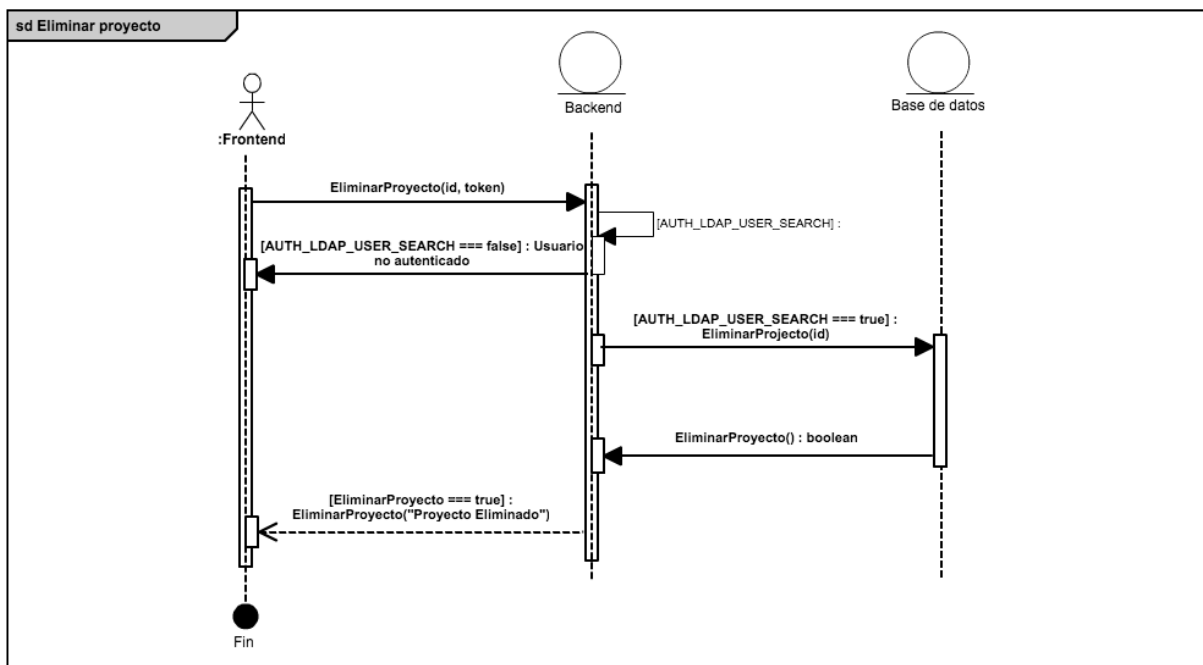 sd Eliminar proyecto
Backend
Base de datos
:Frontend
EliminarProyecto(id, token)
[AUTH_LDAP_USER_SEARCH] :
[AUTH_LDAP_USER_SEARCH === false] : Usuario
no autenticado
[AUTH_LDAP_USER_SEARCH === true] :
EliminarProjecto(id)
EliminarProyecto() : boolean
[EliminarProyecto === true] :
EliminarProyecto("Proyecto Eliminado")
Fin